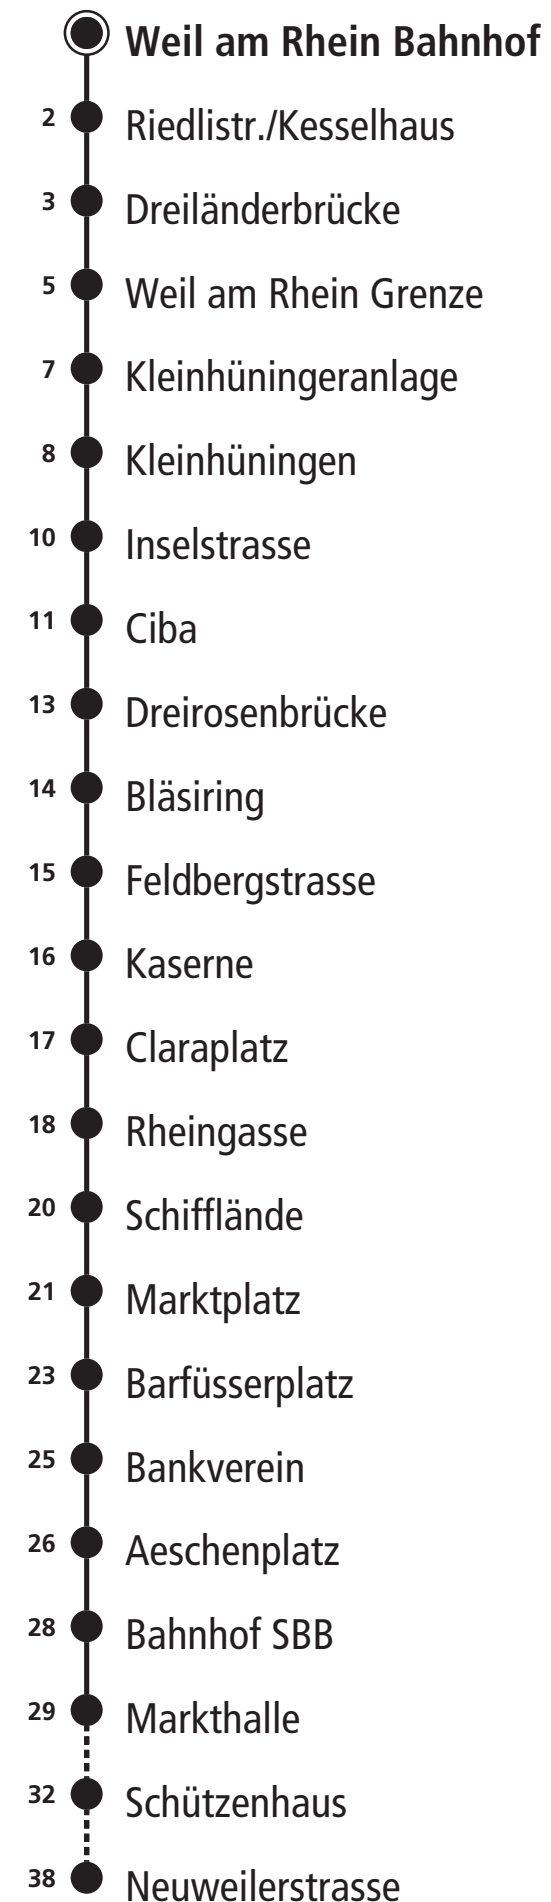 Weil am Rhein Bahnhof
2 Riedlistr./Kesselhaus
3 Dreiländerbrücke
5 Weil am Rhein Grenze
7 Kleinhüningeranlage
8 Kleinhüningen
10 Inselstrasse
11 Ciba
13 Dreirosenbrücke
14 Bläsiring
15 Feldbergstrasse
16 Kaserne
17 Claraplatz
18 Rheingasse
20 Schifflände
21 Marktplatz
23 Barfüsserplatz
25 Bankverein
26 Aeschenplatz
28 Bahnhof SBB
29 Markthalle
32 Schützenhaus
38 Neuweilerstrasse